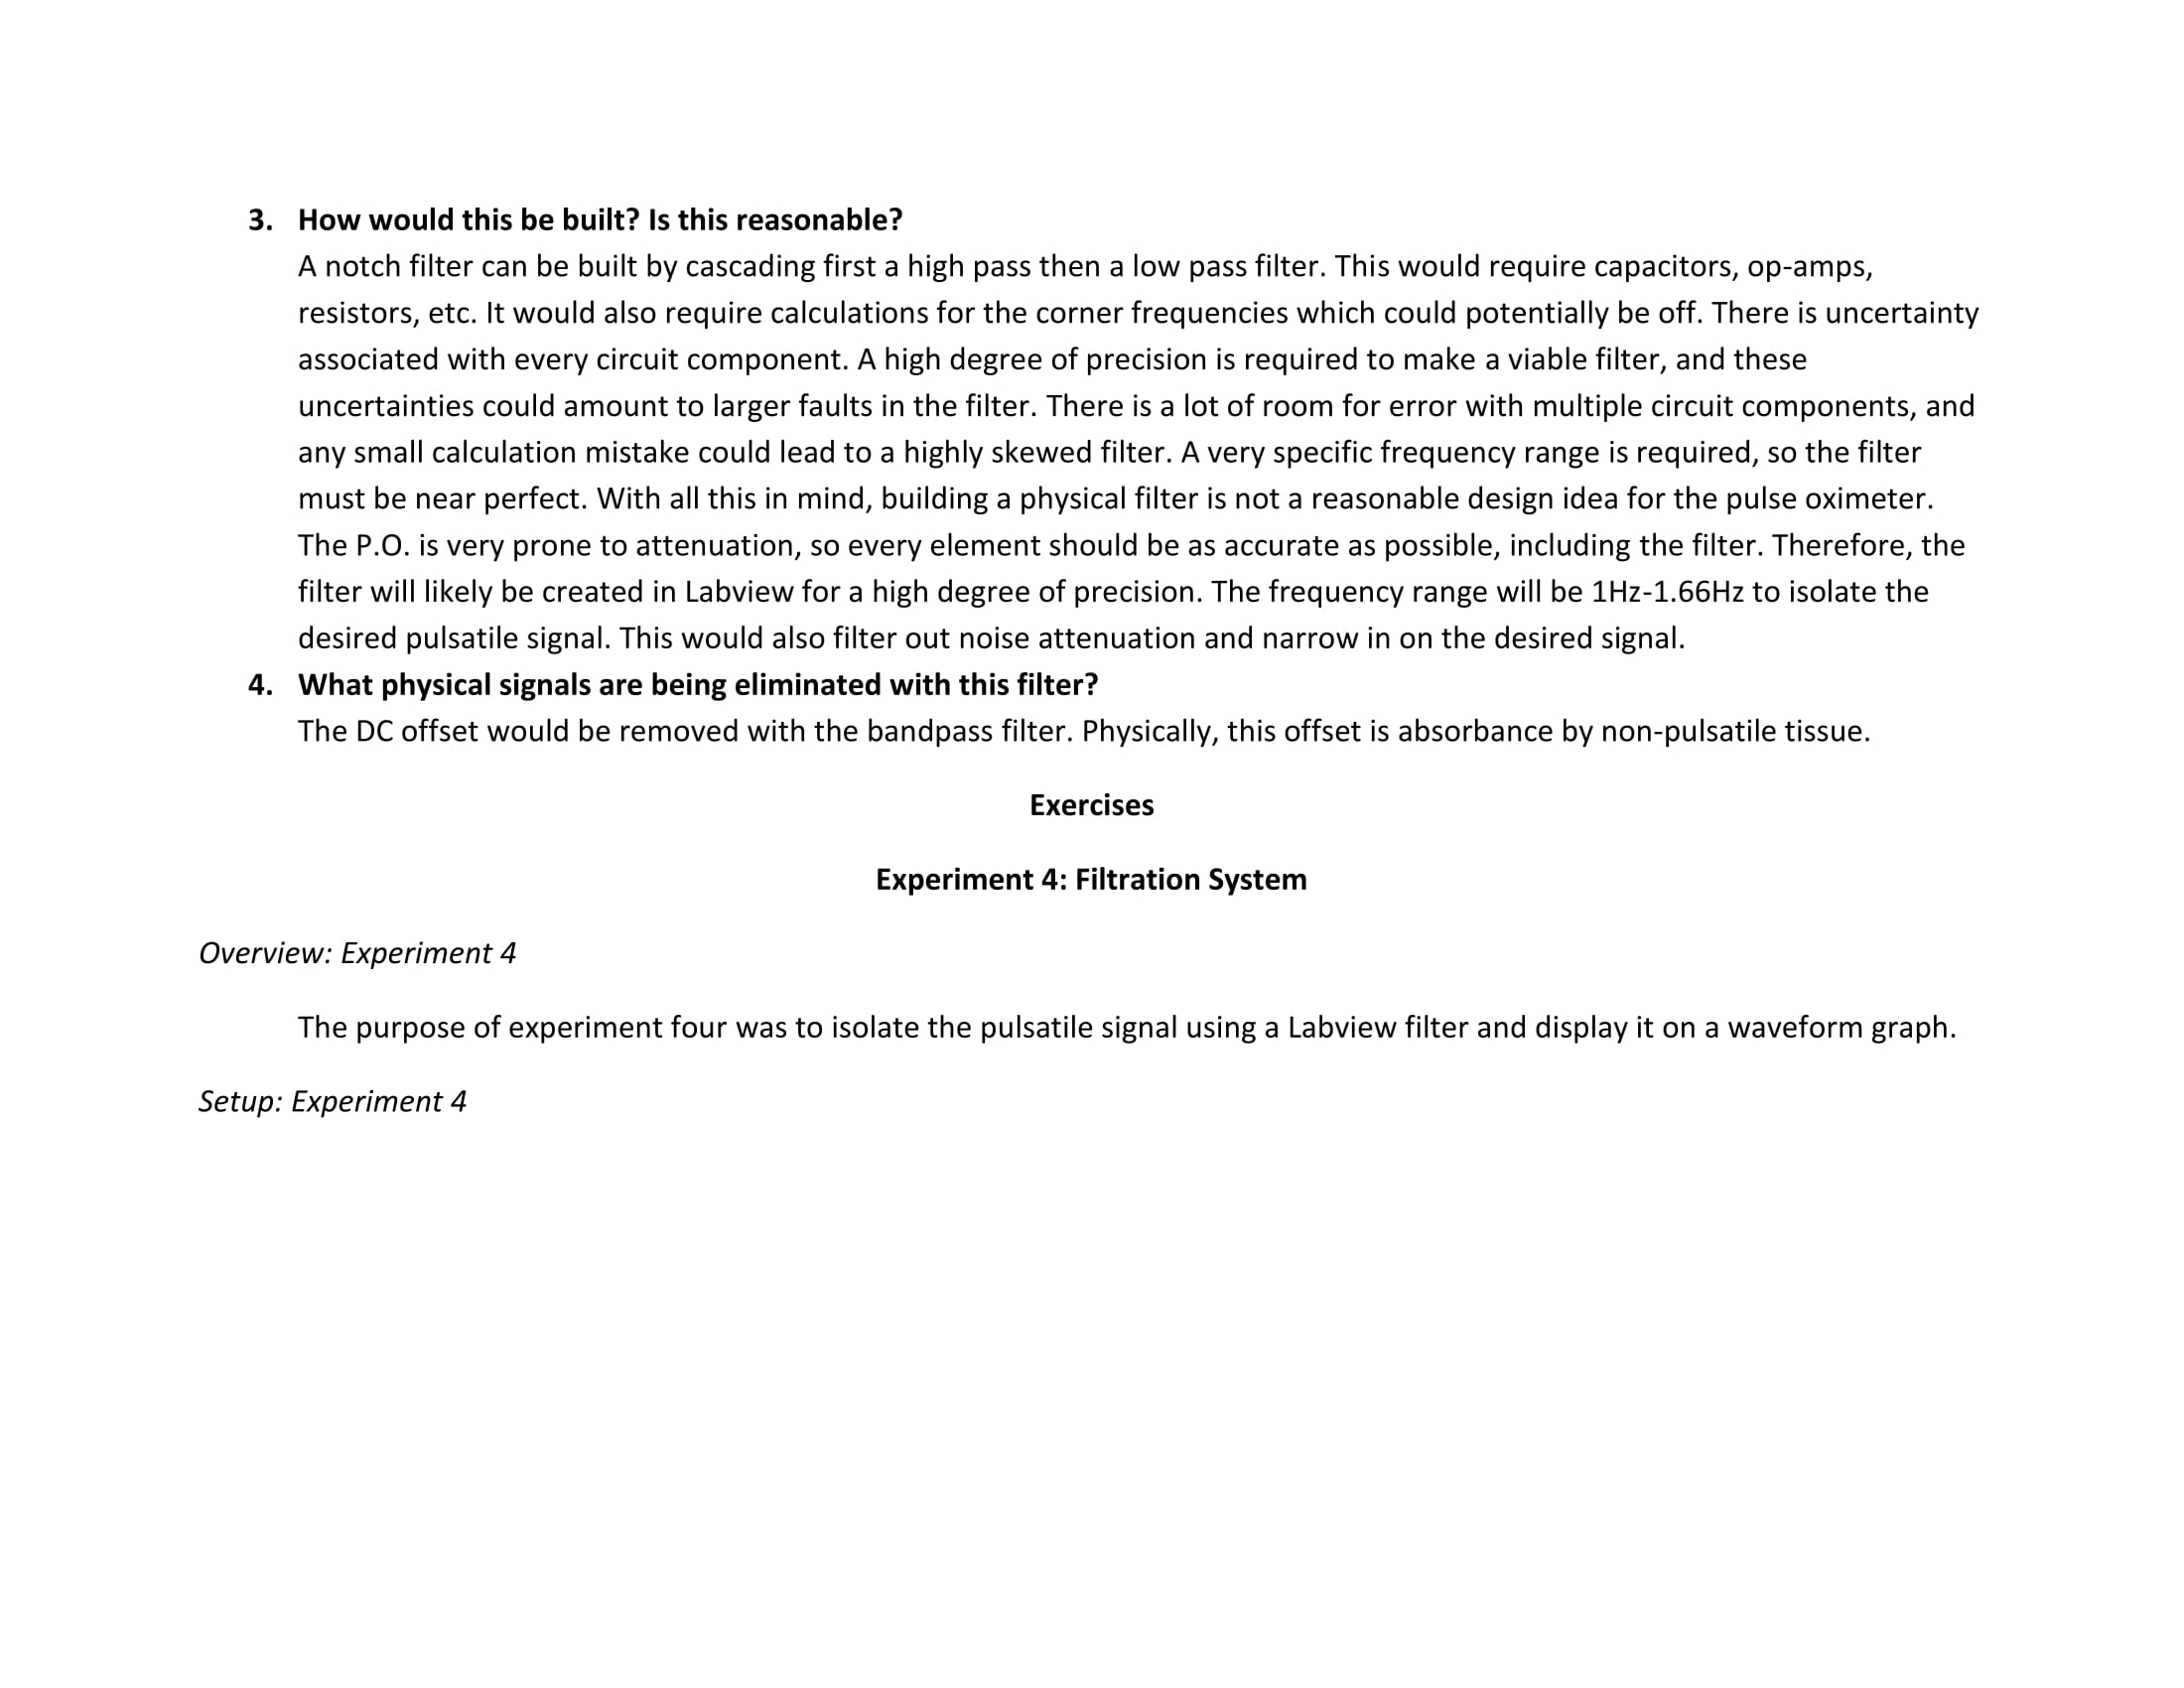 3. How would this be built? Is this reasonable?
A notch filter can be built by cascading first a high pass then a low pass filter. This would require capacitors, op-amps,
resistors, etc. It would also require calculations for the corner frequencies which could potentially be off. There is uncertainty
associated with every circuit component. A high degree of precision is required to make a viable filter, and these
uncertainties could amount to larger faults in the filter. There is a lot of room for error with multiple circuit components, and
any small calculation mistake could lead to a highly skewed filter. A very specific frequency range is required, so the filter
must be near perfect. With all this in mind, building a physical filter is not a reasonable design idea for the pulse oximeter.
The P.O. is very prone to attenuation, so every element should be as accurate as possible, including the filter. Therefore, the
filter will likely be created in Labview for a high degree of precision. The frequency range will be 1Hz-1.66Hz to isolate the
desired pulsatile signal. This would also filter out noise attenuation and narrow in on the desired signal.
4. What physical signals are being eliminated with this filter?
The DC offset would be removed with the bandpass filter. Physically, this offset is absorbance by non-pulsatile tissue.
Exercises
Experiment 4: Filtration System
Overview: Experiment 4
The purpose of experiment four was to isolate the pulsatile signal using a Labview filter and display it on a waveform graph.
Setup: Experiment 4